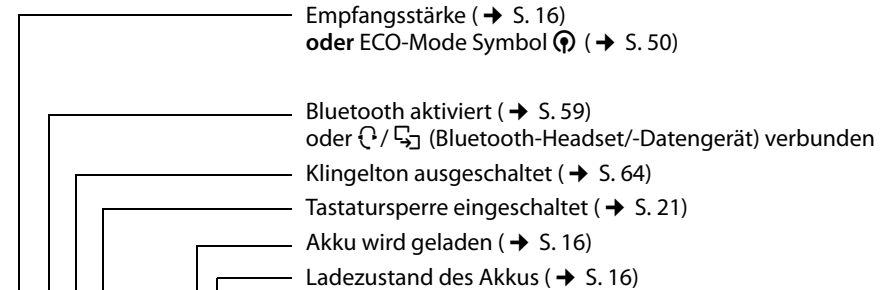 Empfangsstärke ( ➔ S. 16)
oder ECO-Mode Symbol ( ➔ S. 50)
Bluetooth aktiviert ( ➔ S. 59)
oder / (Bluetooth-Headset/-Datengerät) verbunden
Klingelton ausgeschaltet ( ➔ S. 64)
Tastatursperre eingeschaltet ( ➔ S. 21)
Akku wird geladen ( ➔ S. 16)
Ladezustand des Akkus ( ➔ S. 16)